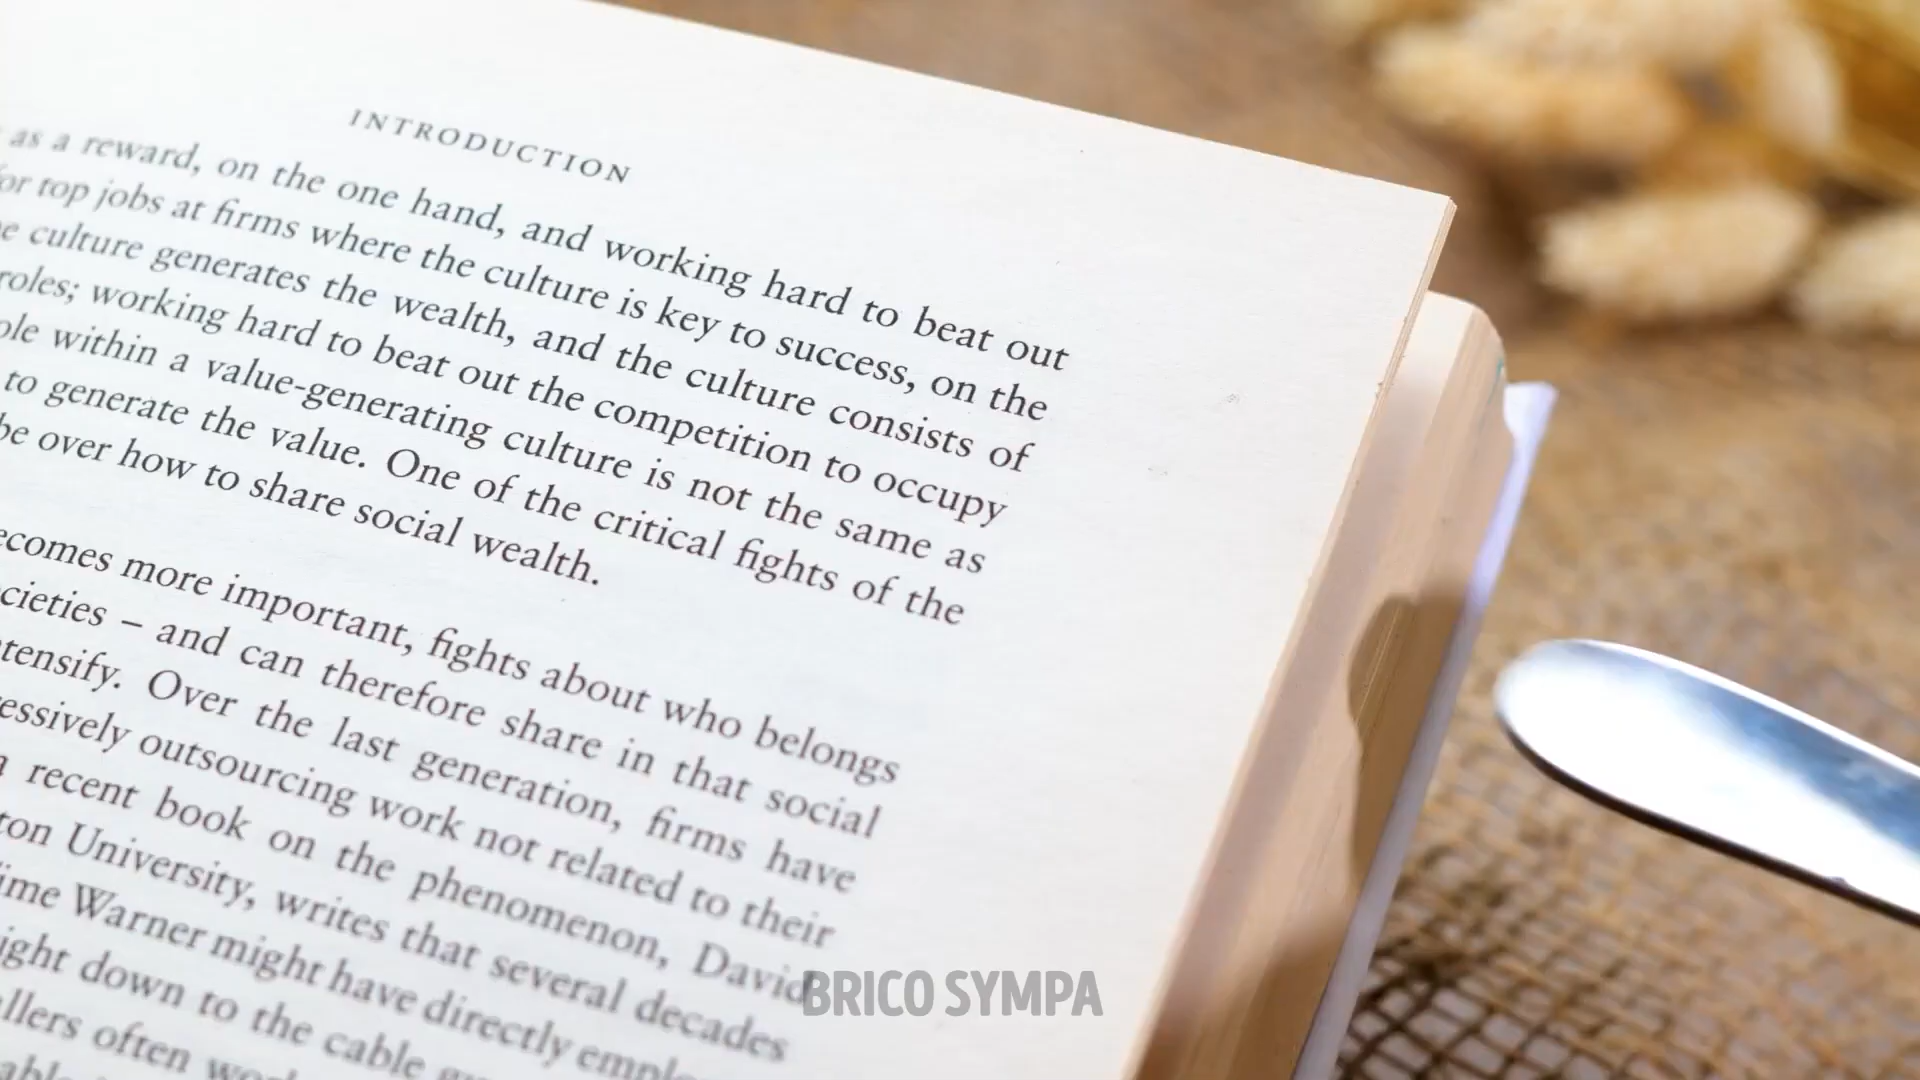 INTRODUCTION
as a reward, on the one hand, and working hard to beat out
for top jobs at firms where the culture is key to success, on the
culture generates the wealth, and the culture consists of
roles; working hard to beat out the competition to occupy
within a value-generating culture is not the same as
to generate the value. One of the critical fights of the
be over how to share social wealth.
ecomes more important, fights about who belongs
cieties – and can therefore share in that social
tensify. Over the last generation, firms have
essively outsourcing work not related to their
recent book on the phenomenon, David
ton University, writes that several decades
ime Warner might have directly emplo
ight down to the cable
llers often
BRICO SYMPA